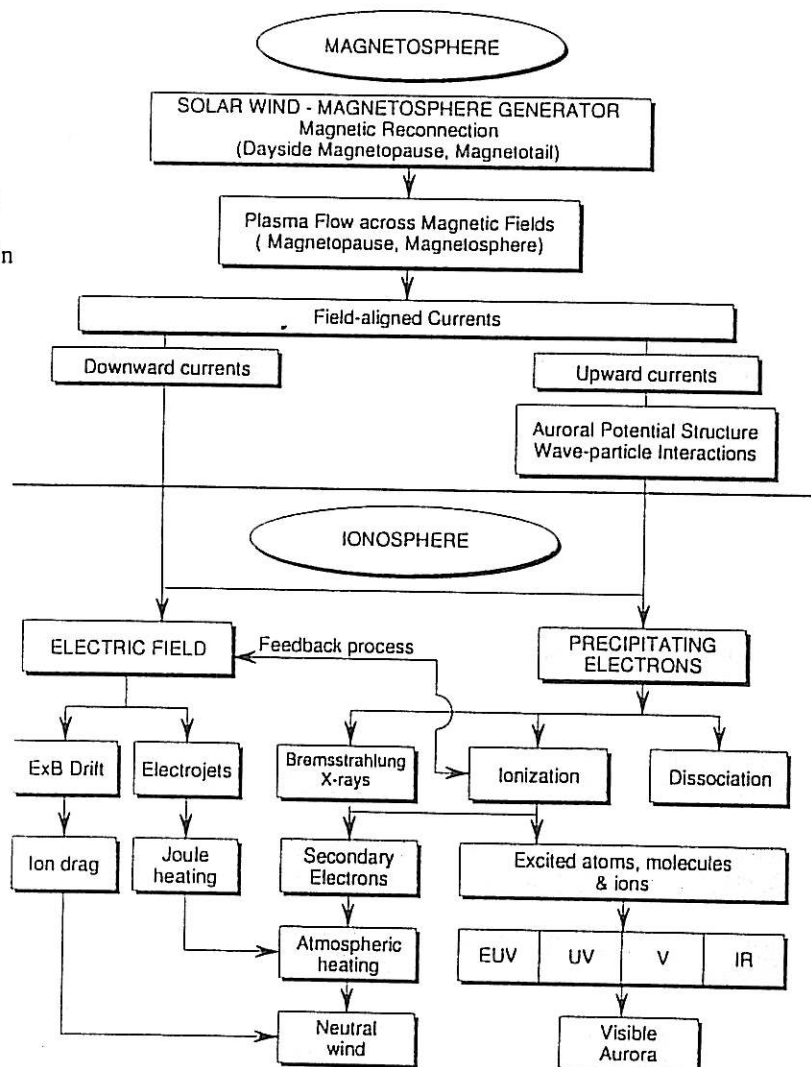 MAGNETOSPHERE
SOLAR WIND - MAGNETOSPHERE GENERATOR
Magnetic Reconnection
(Dayside Magnetopause, Magnetotail)
Plasma Flow across Magnetic Fields
( Magnetopause, Magnetosphere)
n
Field-aligned Currents
Downward currents
Upward currents
Auroral Potential Structure
Wave-particle Interactions
IONOSPHERE
ELECTRIC FIELD
Feedback process
PRECIPITATING
ELECTRONS
ExB Drift
Electrojets
Bremsstrahlung
X-rays
Ionization
Dissociation
Ion drag
Joule
heating
Secondary
Electrons
Excited atoms, molecules
& ions
Atmospheric
heating
EUV
UV
V
IR
Neutral
wind
Visible
Aurora